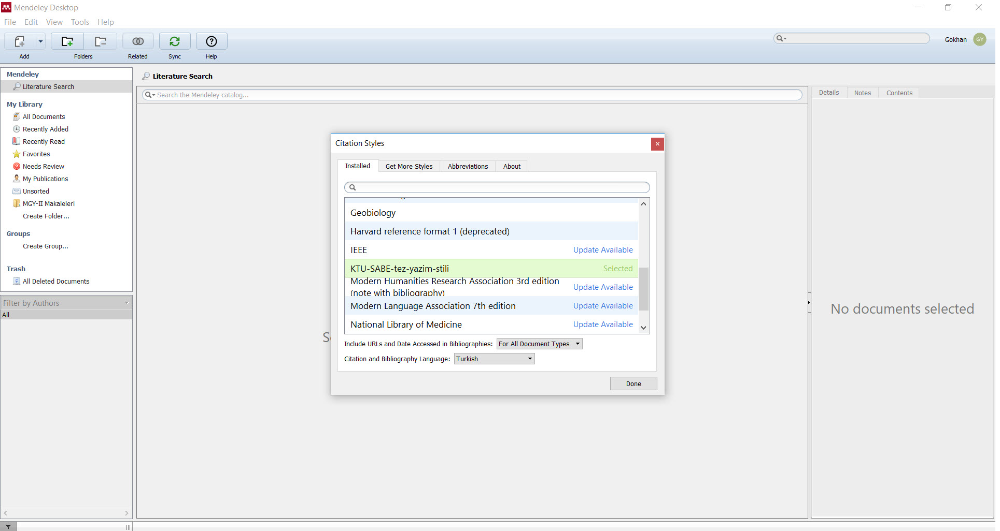 Mendeley Desktop
File Edit View Tools Help
Add Folders Related Sync Help
Gokhan GY
Mendeley
Literature Search
My Library
All Documents
Recently Added
Recently Read
Favorites
Needs Review
My Publications
Unsorted
MGY-II Makaleleri
Create Folder...
Groups
Create Group...
Trash
All Deleted Documents
Filter by Authors
All
Literature Search
Search the Mendeley catalog...
Citation Styles
Installed Get More Styles Abbreviations About
Geobiology
Harvard reference format 1 (deprecated)
IEEE Update Available
KTU-SABE-tez-yazim-stili Selected
Modern Humanities Research Association 3rd edition
(note with bibliography) Update Available
Modern Language Association 7th edition Update Available
National Library of Medicine Update Available
Include URLs and Date Accessed in Bibliographies: For All Document Types
Citation and Bibliography Language: Turkish
Done
Details Notes Contents
No documents selected